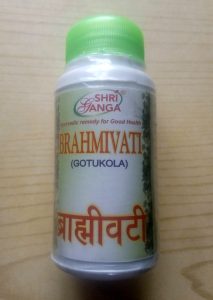 SHRI
GANGA
Ayurvedic remedy for Good Health
BRAHMIVATI
(GOTUKOLA)
ब्राह्मीवटी